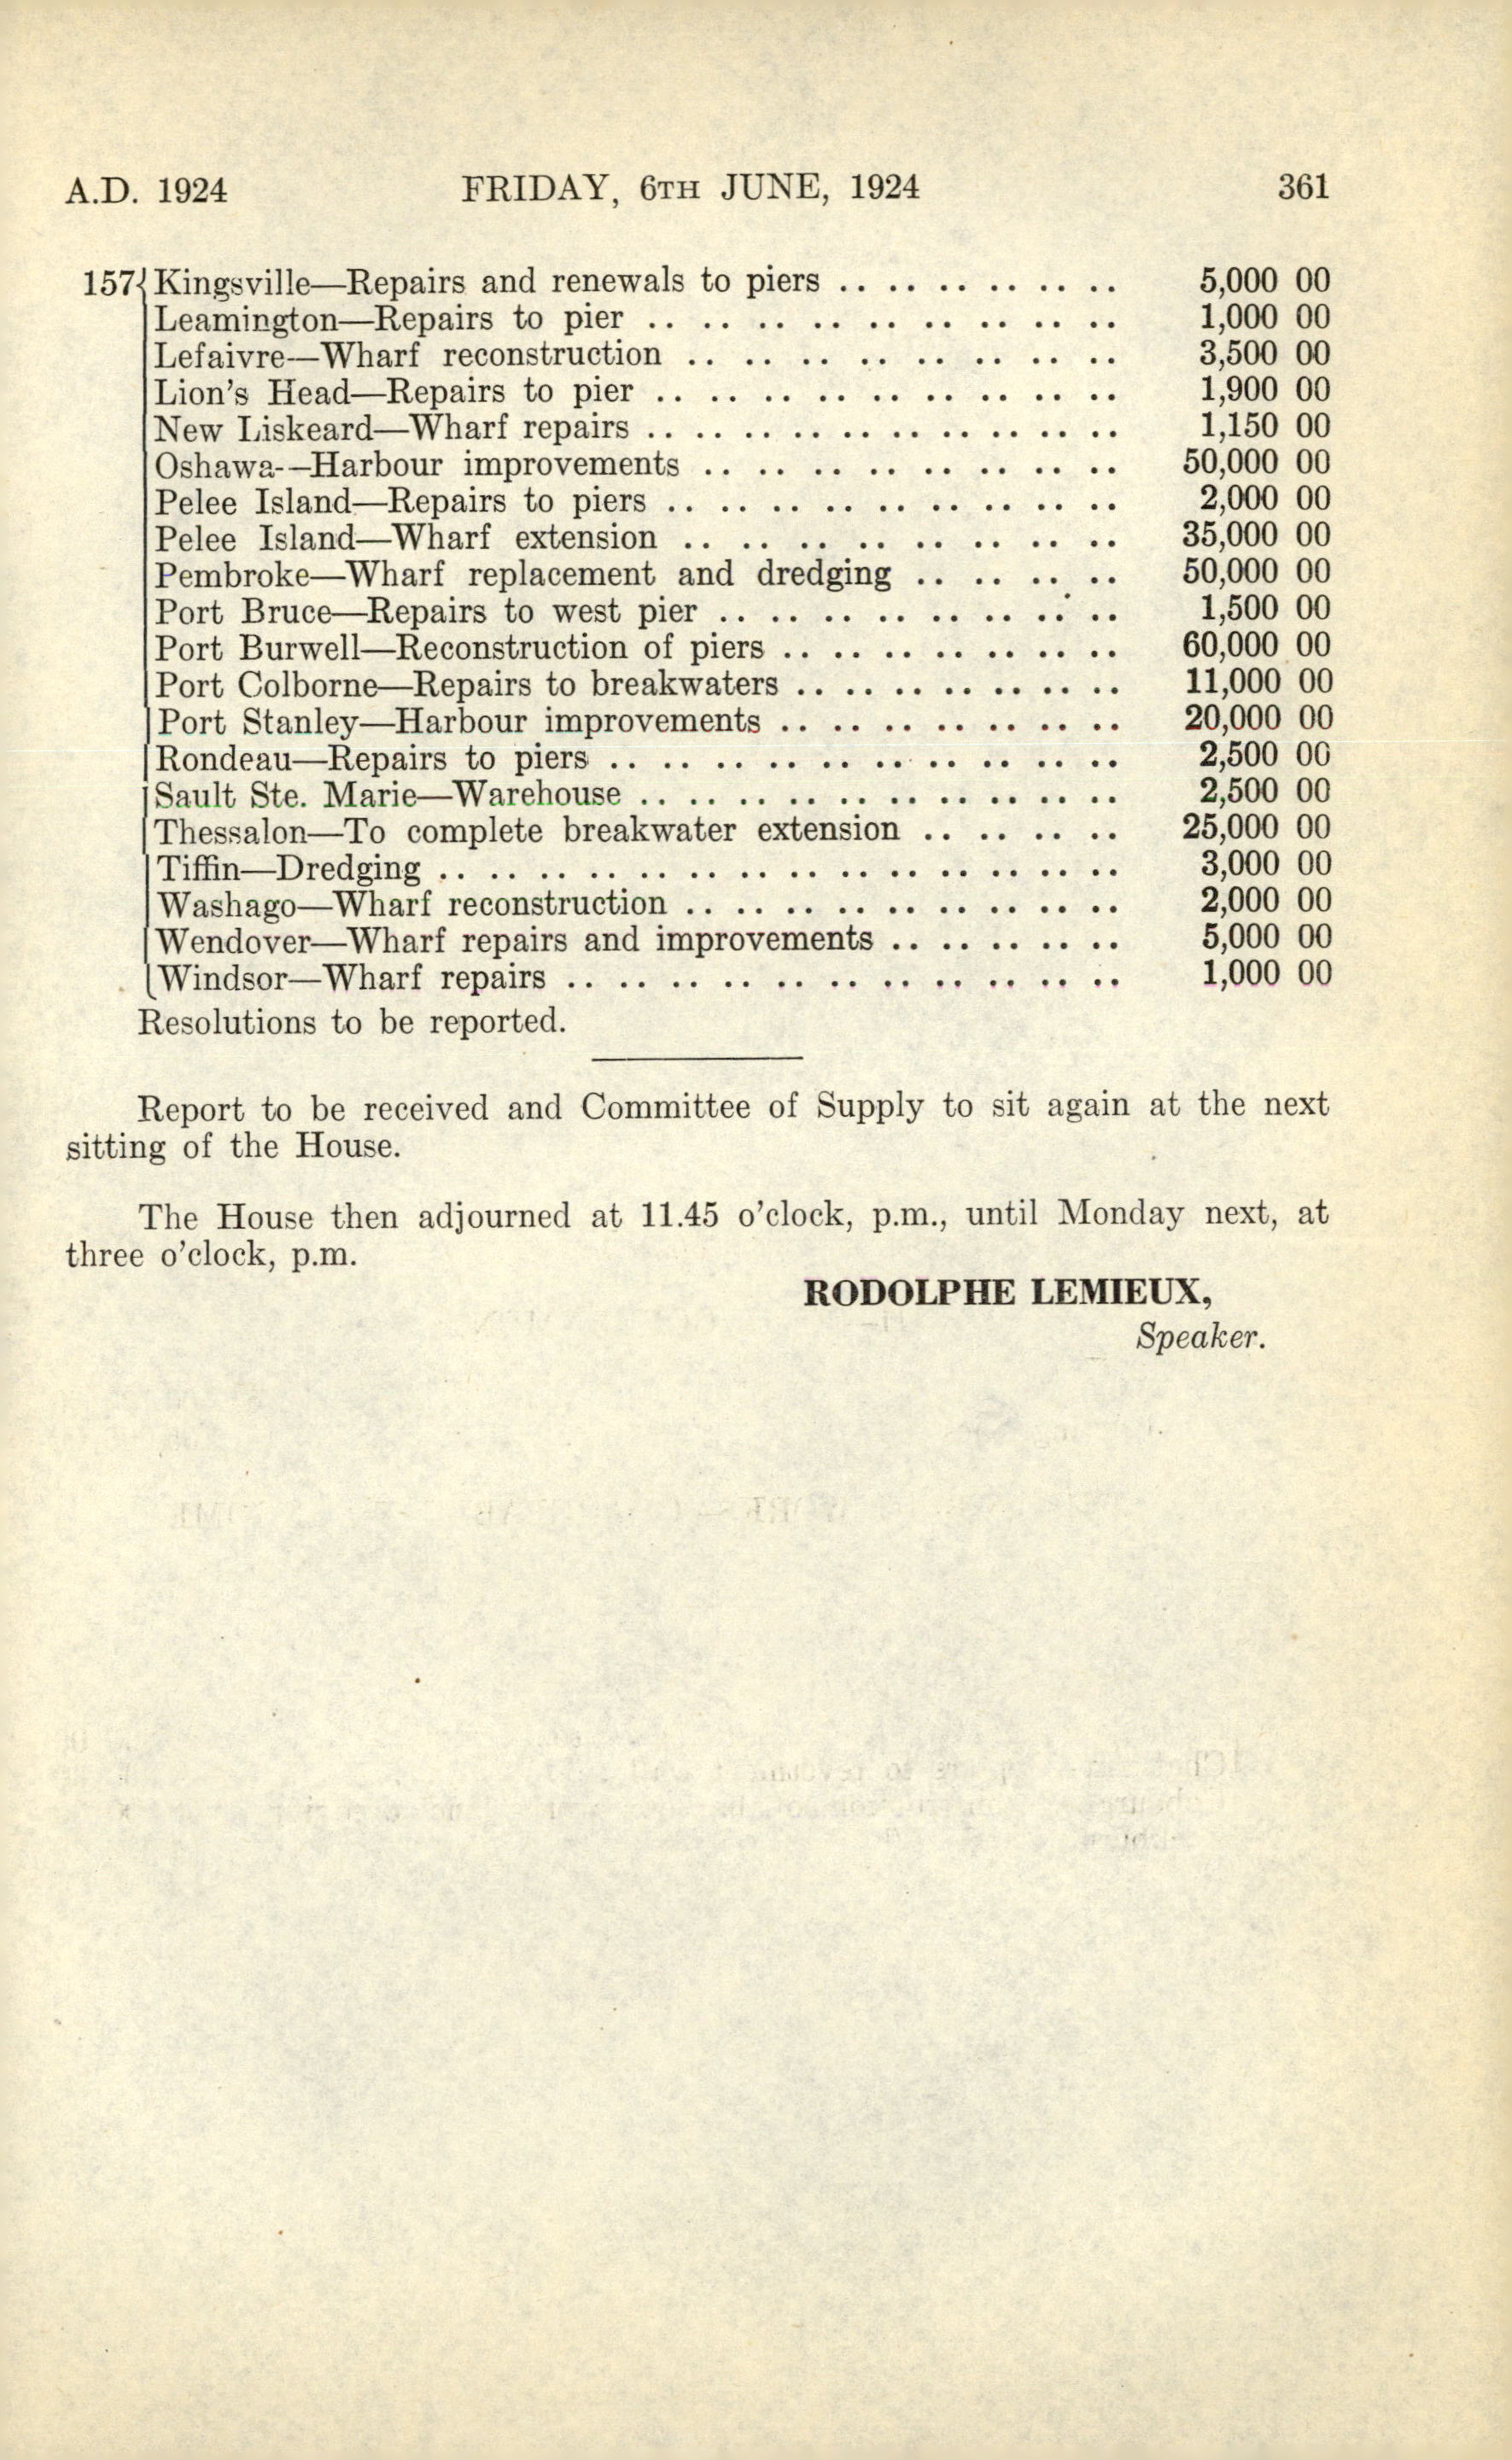 A.D. 1924 FRIDAY, 6TH JUNE, 1924 361
157{Kingsville—Repairs and renewals to piers .. .. .. .. .. .. 5,000 00
Leamington—Repairs to pier .. .. .. .. .. .. .. .. .. 1,000 00
Lefaivre—Wharf reconstruction .. .. .. .. .. .. .. .. 3,500 00
Lion's Head—Repairs to pier .. .. .. .. .. .. .. .. .. 1,900 00
New Liskeard—Wharf repairs .. .. .. .. .. .. .. .. .. .. 1,150 00
Oshawa--—Harbour improvements .. .. .. .. .. .. .. .. 50,000 00
Pelee Island—Repairs to piers .. .. .. .. .. .. .. .. .. 2,000 00
Pelee Island—Wharf extension .. .. .. .. .. .. .. .. 35,000 00
Pembroke—Wharf replacement and dredging .. .. .. .. 50,000 00
Port Bruce—Repairs to west pier .. .. .. .. .. .. .. .. 1,500 00
Port Burwell—Reconstruction of piers .. .. .. .. .. .. .. 60,000 00
Port Colborne—Repairs to breakwaters .. .. .. .. .. .. .. 11,000 00
Port Stanley—Harbour improvements .. .. .. .. .. .. .. 20,000 00
Rondeau—Repairs to piers .. .. .. .. .. .. .. .. .. .. 2,500 00
Sault Ste. Marie—Warehouse .. .. .. .. .. .. .. .. .. .. 2,500 00
Thessalon—To complete breakwater extension .. .. .. .. 25,000 00
Tiffin—Dredging .. .. .. .. .. .. .. .. .. .. .. .. .. .. 3,000 00
Washago—Wharf reconstruction .. .. .. .. .. .. .. .. .. 2,000 00
Wendover—Wharf repairs and improvements .. .. .. .. .. 5,000 00
Windsor—Wharf repairs .. .. .. .. .. .. .. .. .. .. .. 1,000 00
Resolutions to be reported.
Report to be received and Committee of Supply to sit again at the next
sitting of the House.
The House then adjourned at 11.45 o'clock, p.m., until Monday next, at
three o'clock, p.m.
RODOLPHE LEMIEUX,
Speaker.